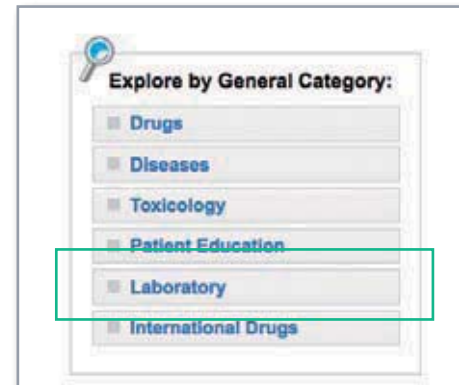 Explore by General Category:
Drugs
Diseases
Toxicology
Patient Education
Laboratory
International Drugs